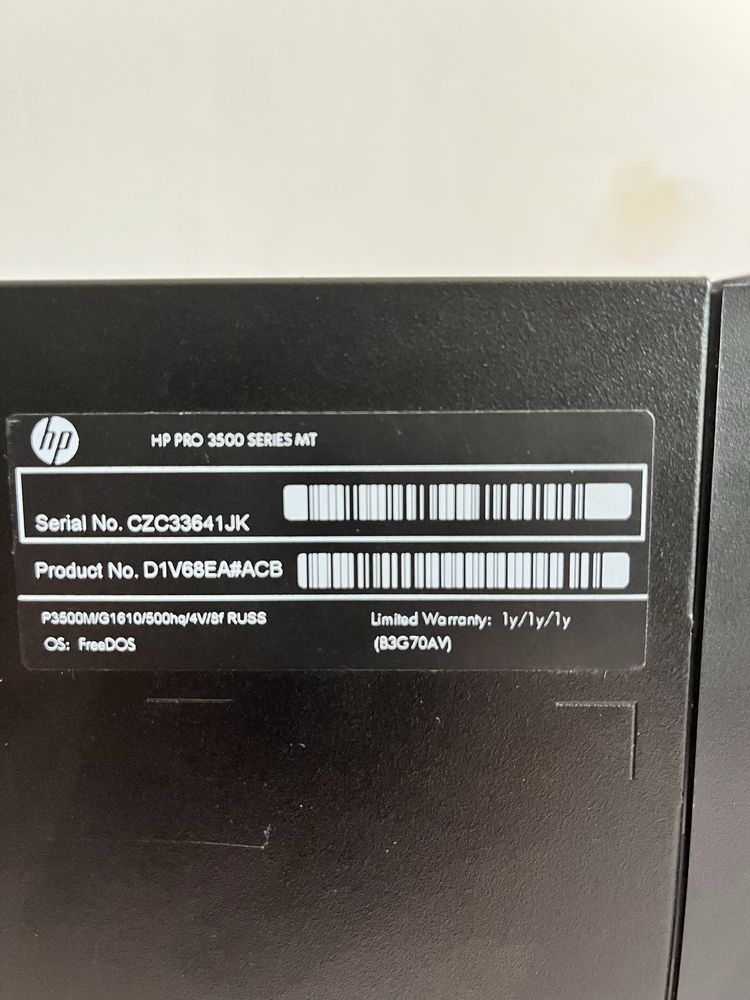 hp HP PRO 3500 SERIES MT
Serial No. CZC33641JK
Product No. D1V68EA#ACB
P3500M/G1610/500hq/4V/8f RUSS Limited Warranty: 1y/1y/1y
OS: FreeDOS (B3G70AV)